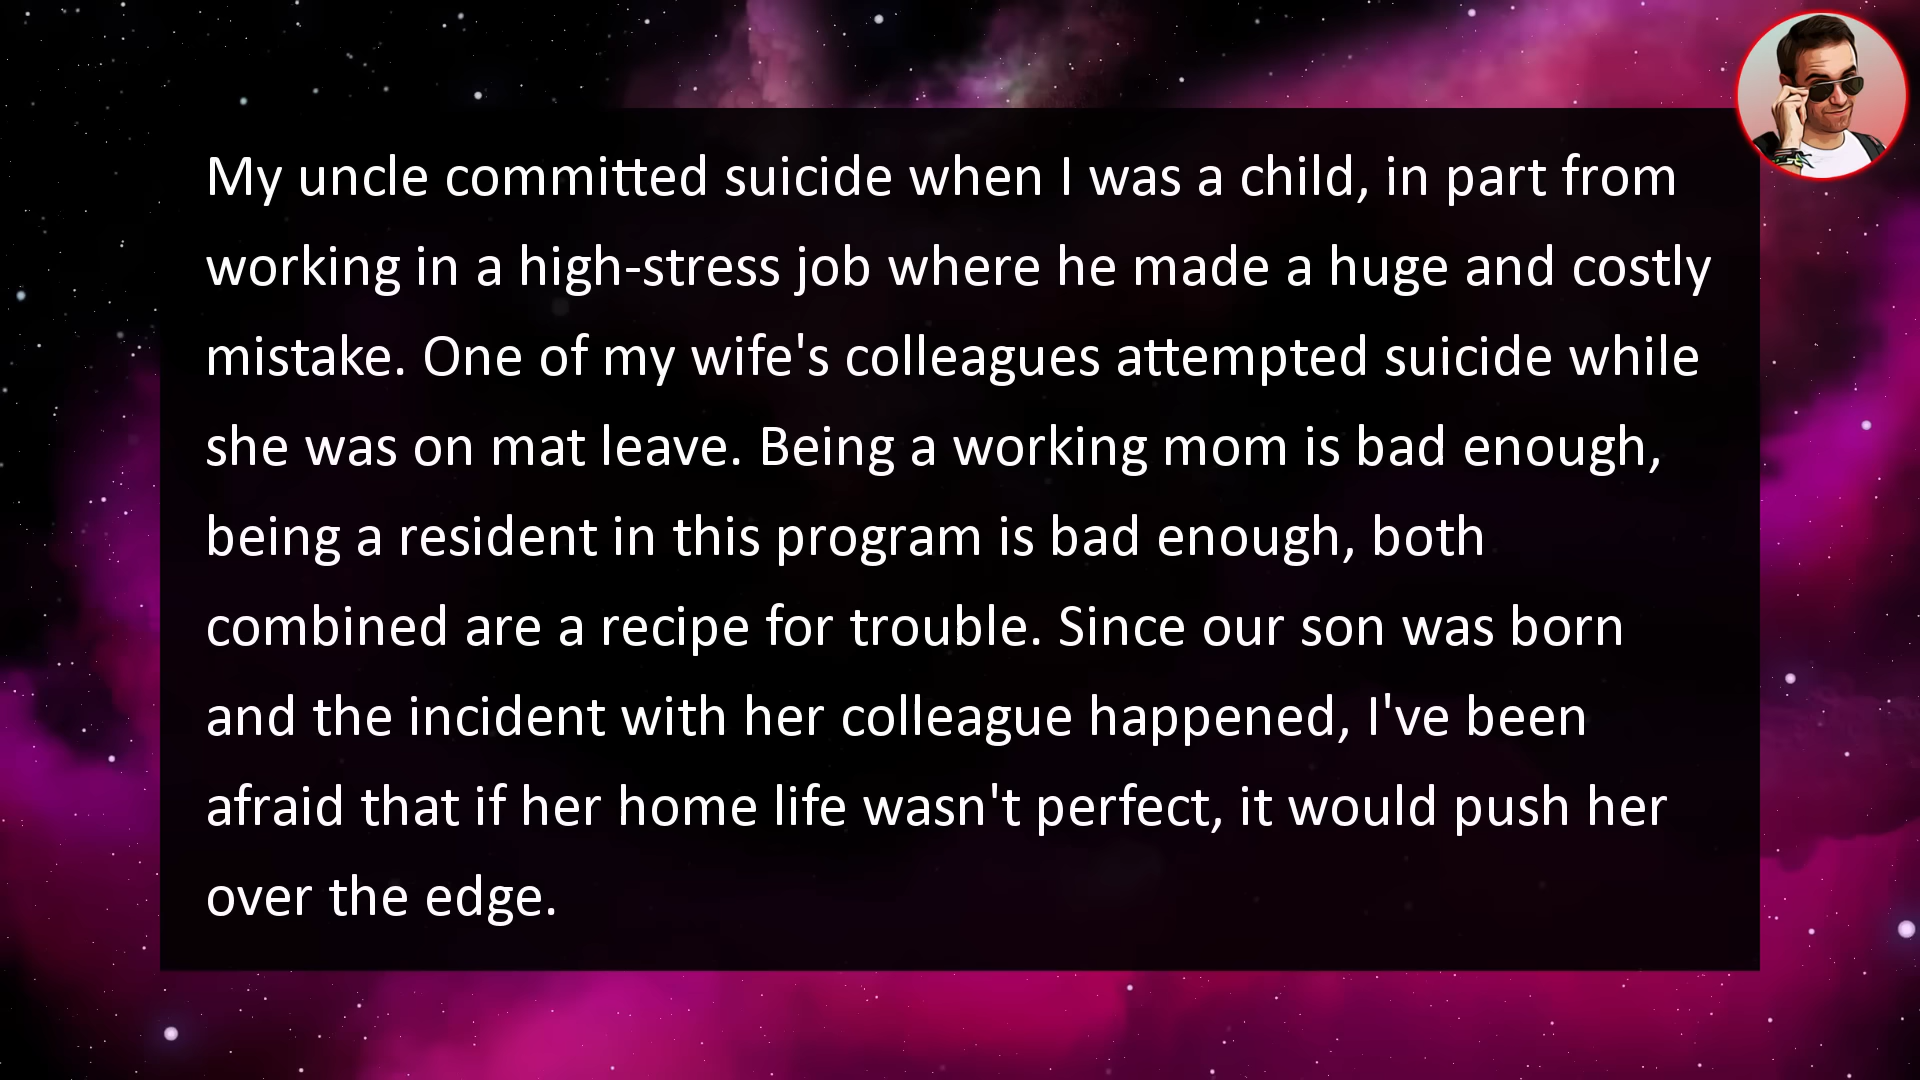 My uncle committed suicide when I was a child, in part from
working in a high-stress job where he made a huge and costly
mistake. One of my wife's colleagues attempted suicide while
she was on mat leave. Being a working mom is bad enough,
being a resident in this program is bad enough, both
combined are a recipe for trouble. Since our son was born
and the incident with her colleague happened, I've been
afraid that if her home life wasn't perfect, it would push her
over the edge.